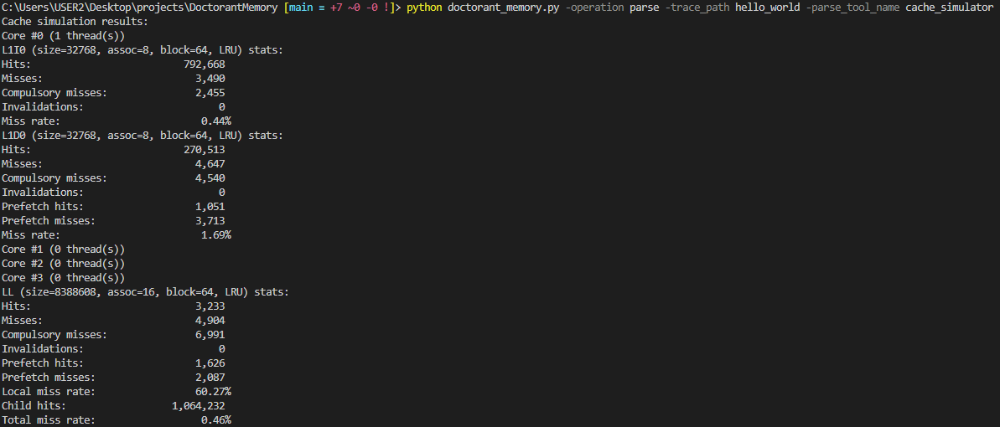 C:\Users\USER2\Desktop\projects\DoctorantMemory [main ≡ +7 ~0 -0 !]> python doctorant_memory.py -operation parse -trace_path hello_world -parse_tool_name cache_simulator
Cache simulation results:
Core #0 (1 thread(s))
L1I0 (size=32768, assoc=8, block=64, LRU) stats:
Hits: 792,668
Misses: 3,490
Compulsory misses: 2,455
Invalidations: 0
Miss rate: 0.44%
L1D0 (size=32768, assoc=8, block=64, LRU) stats:
Hits: 270,513
Misses: 4,647
Compulsory misses: 4,540
Invalidations: 0
Prefetch hits: 1,051
Prefetch misses: 3,713
Miss rate: 1.69%
Core #1 (0 thread(s))
Core #2 (0 thread(s))
Core #3 (0 thread(s))
LL (size=8388608, assoc=16, block=64, LRU) stats:
Hits: 3,233
Misses: 4,904
Compulsory misses: 6,991
Invalidations: 0
Prefetch hits: 1,626
Prefetch misses: 2,087
Local miss rate: 60.27%
Child hits: 1,064,232
Total miss rate: 0.46%